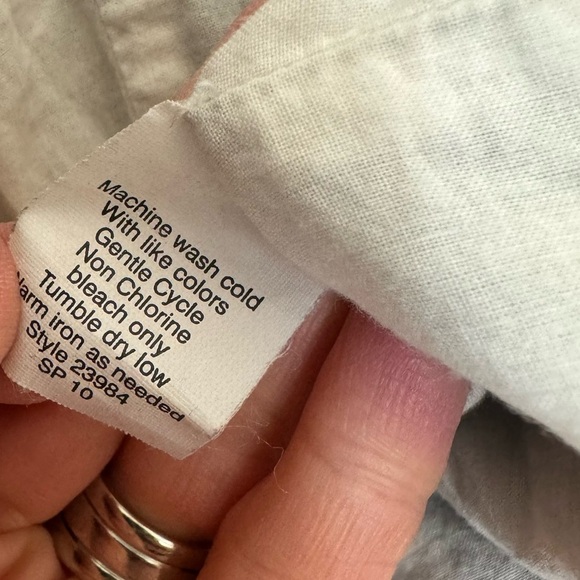 Machine wash cold
With like colors
Gentle Cycle
Non Chlorine
bleach only
Tumble dry low
Warm iron as needed
Style 23984
SP 10